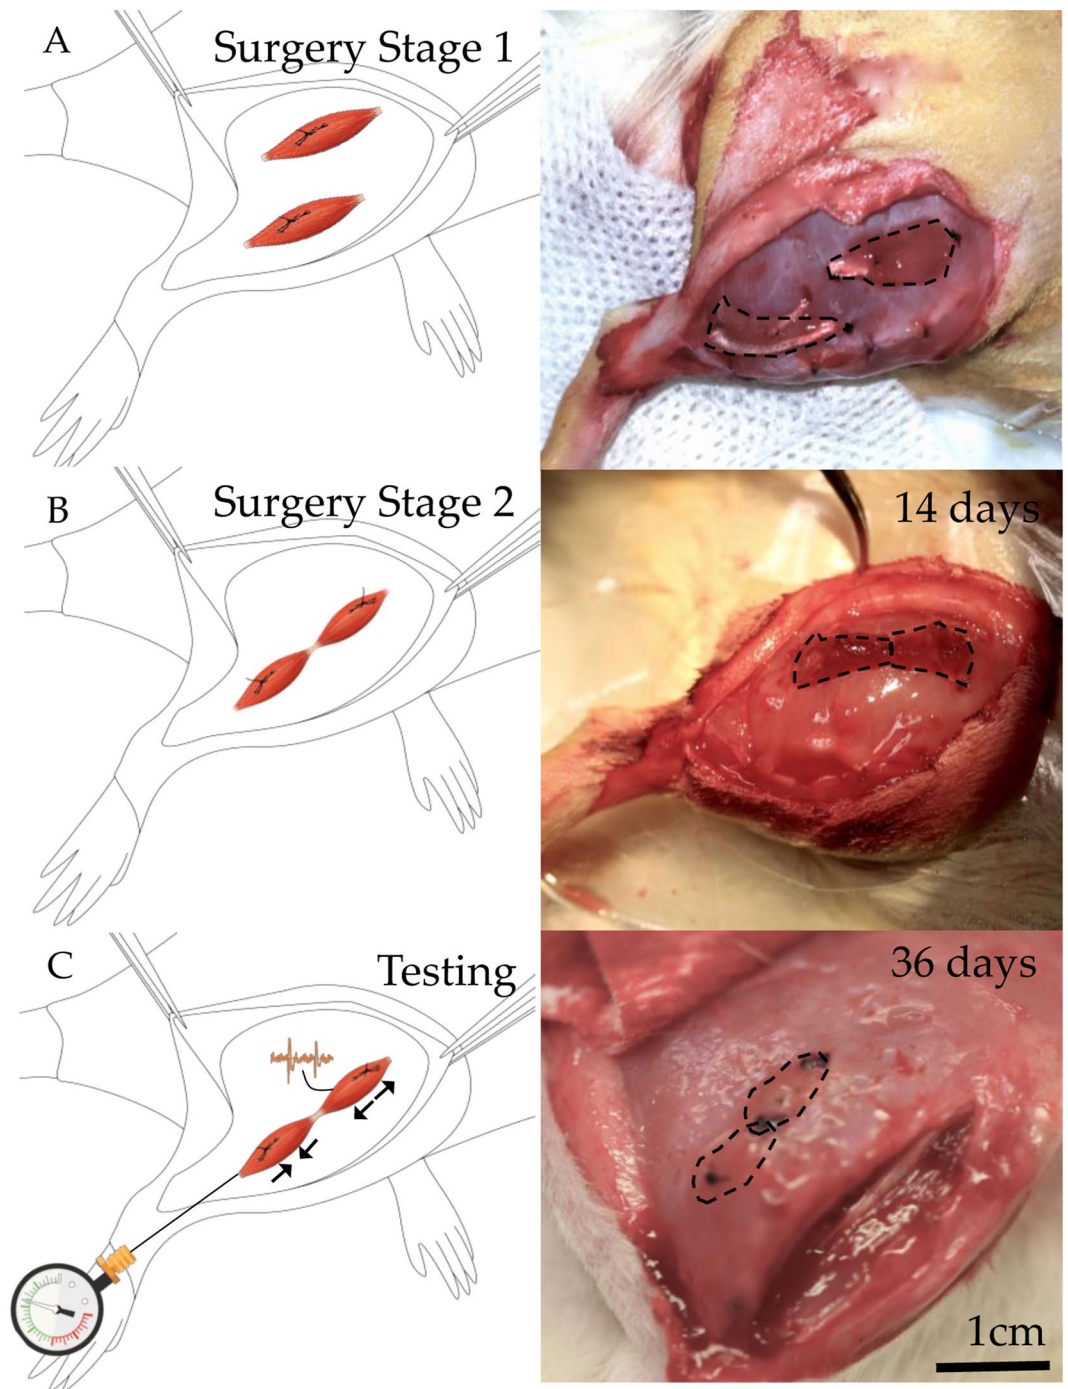 A
Surgery Stage 1
B
Surgery Stage 2
14 days
C
Testing
36 days
1cm